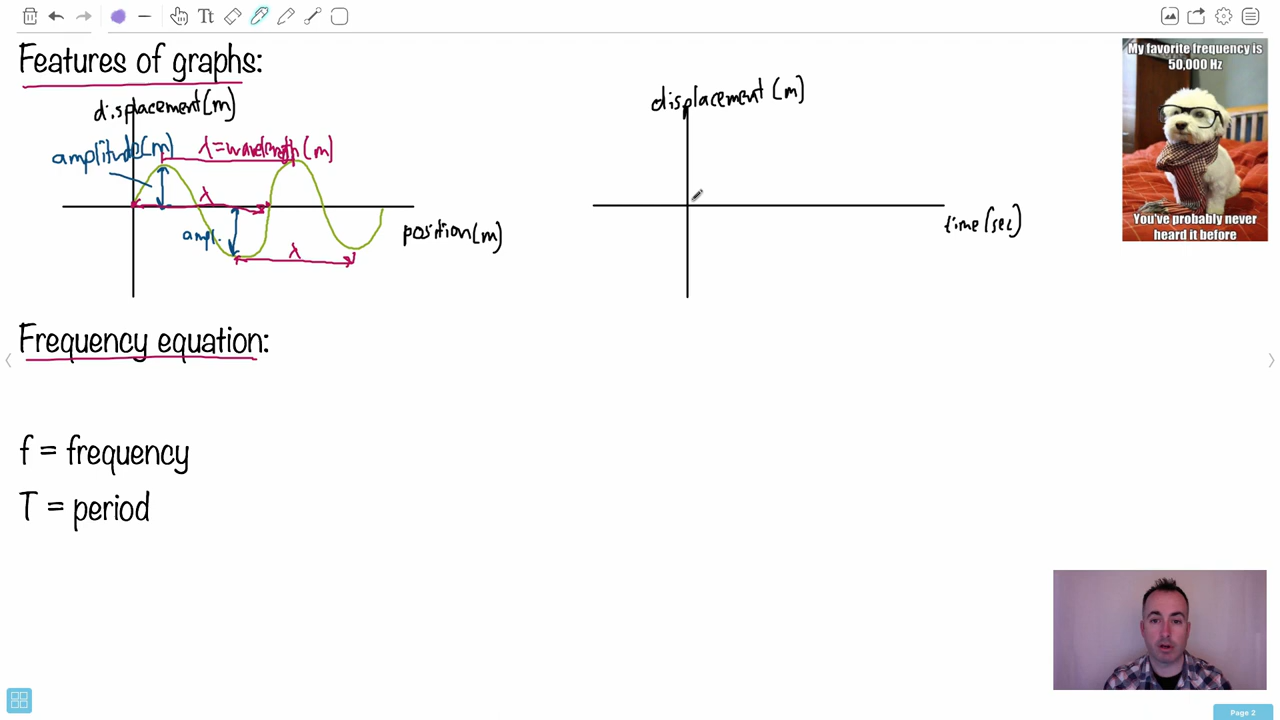 Features of graphs:
displacement(m)
amplitude(m)
λ=wavelength(m)
λ
ampl.
λ
position(m)
displacement(m)
time(sec)
My favorite frequency is
50,000 Hz
You've probably never
heard it before
Frequency equation:
f = frequency
T = period
Tt
Page 2